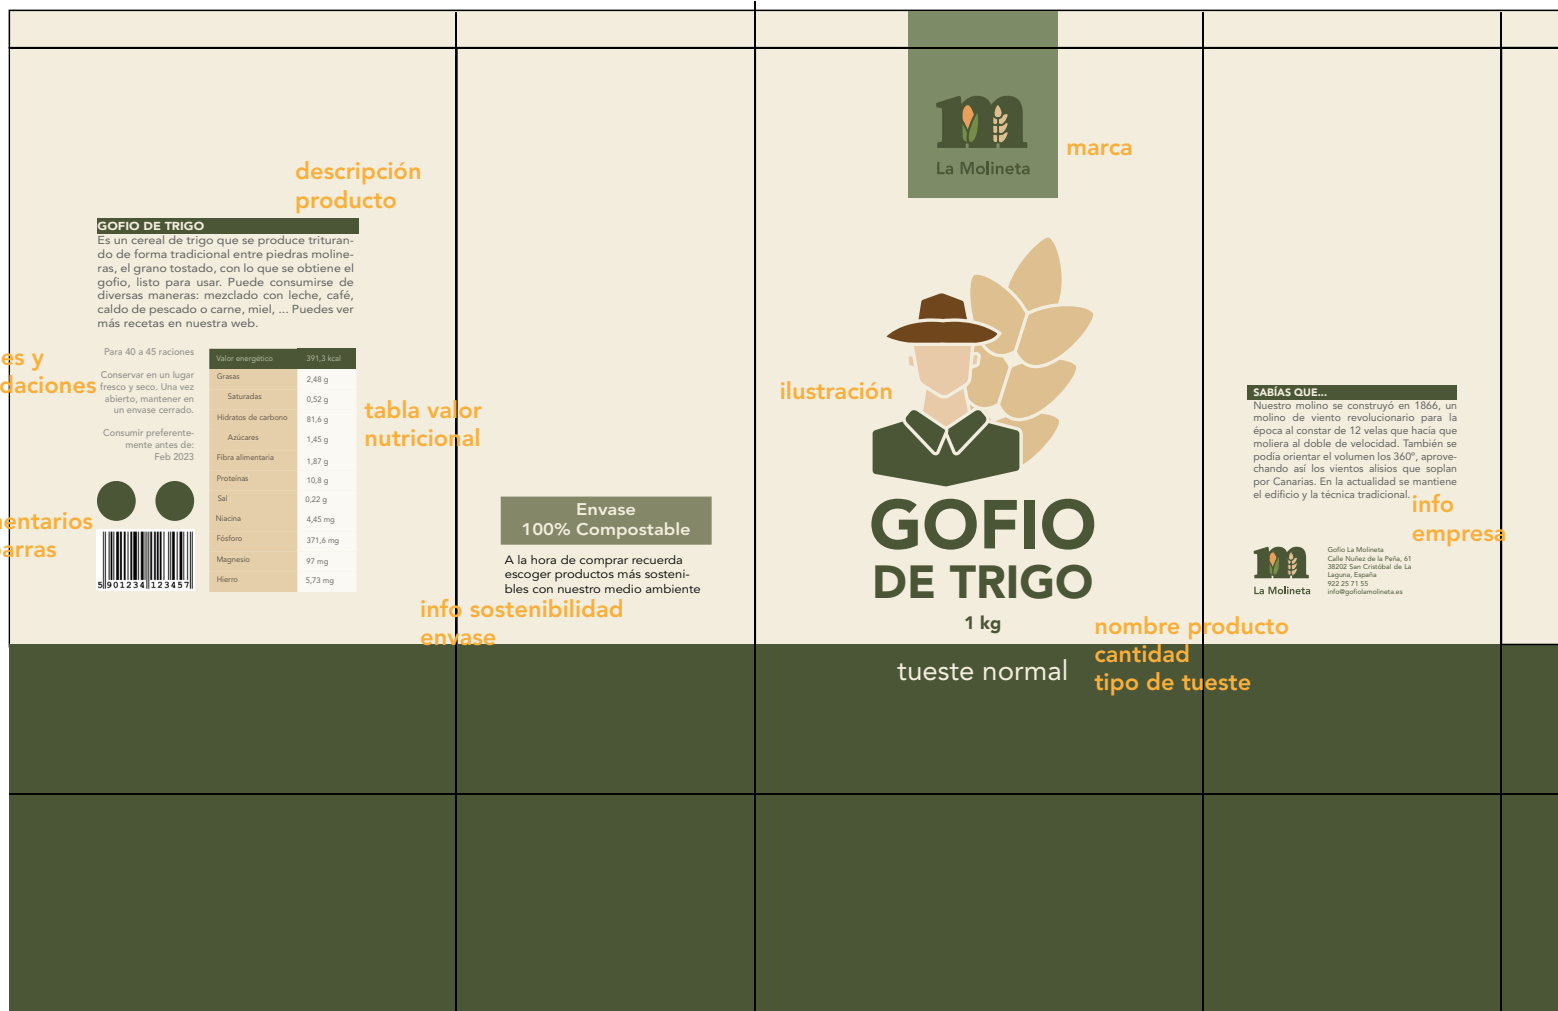 descripción
producto
GOFIO DE TRIGO
Es un cereal de trigo que se produce trituran-
do de forma tradicional entre piedras moline-
ras, el grano tostado, con lo que se obtiene el
gofio, listo para usar. Puede consumirse de
diversas maneras: mezclado con leche, café,
caldo de pescado o carne, miel, ... Puedes ver
más recetas en nuestra web.
es y
daciones
Para 40 a 45 raciones
Conservar en un lugar
fresco y seco. Una vez
abierto, mantener en
un envase cerrado.
Consumir preferente-
mente antes de:
Feb 2023
mentarios
barras
5 901234 123457
Valor energético 391,3 kcal
Grasas 2,48 g
Saturadas 0,52 g
Hidratos de carbono 81,6 g
Azúcares 1,45 g
Fibra alimentaria 1,87 g
Proteínas 10,8 g
Sal 0,22 g
Niacina 4,45 mg
Fósforo 371,6 mg
Magnesio 97 mg
Hierro 5,73 mg
tabla valor
nutricional
Envase
100% Compostable
A la hora de comprar recuerda
escoger productos más sosteni-
bles con nuestro medio ambiente
info sostenibilidad
envase
m
La Molineta
marca
ilustración
GOFIO
DE TRIGO
1 kg
tueste normal
nombre producto
cantidad
tipo de tueste
SABÍAS QUE...
Nuestro molino se construyó en 1866, un
molino de viento revolucionario para la
época al constar de 12 velas que hacía que
moliera al doble de velocidad. También se
podía orientar el volumen los 360º, aprove-
chando así los vientos alisios que soplan
por Canarias. En la actualidad se mantiene
el edificio y la técnica tradicional.
info
empresa
m
La Molineta
Gofio La Molineta
Calle Nuñez de la Peña, 61
38202 San Cristóbal de La
Laguna, España
922 25 71 55
info@gofiolamolineta.es